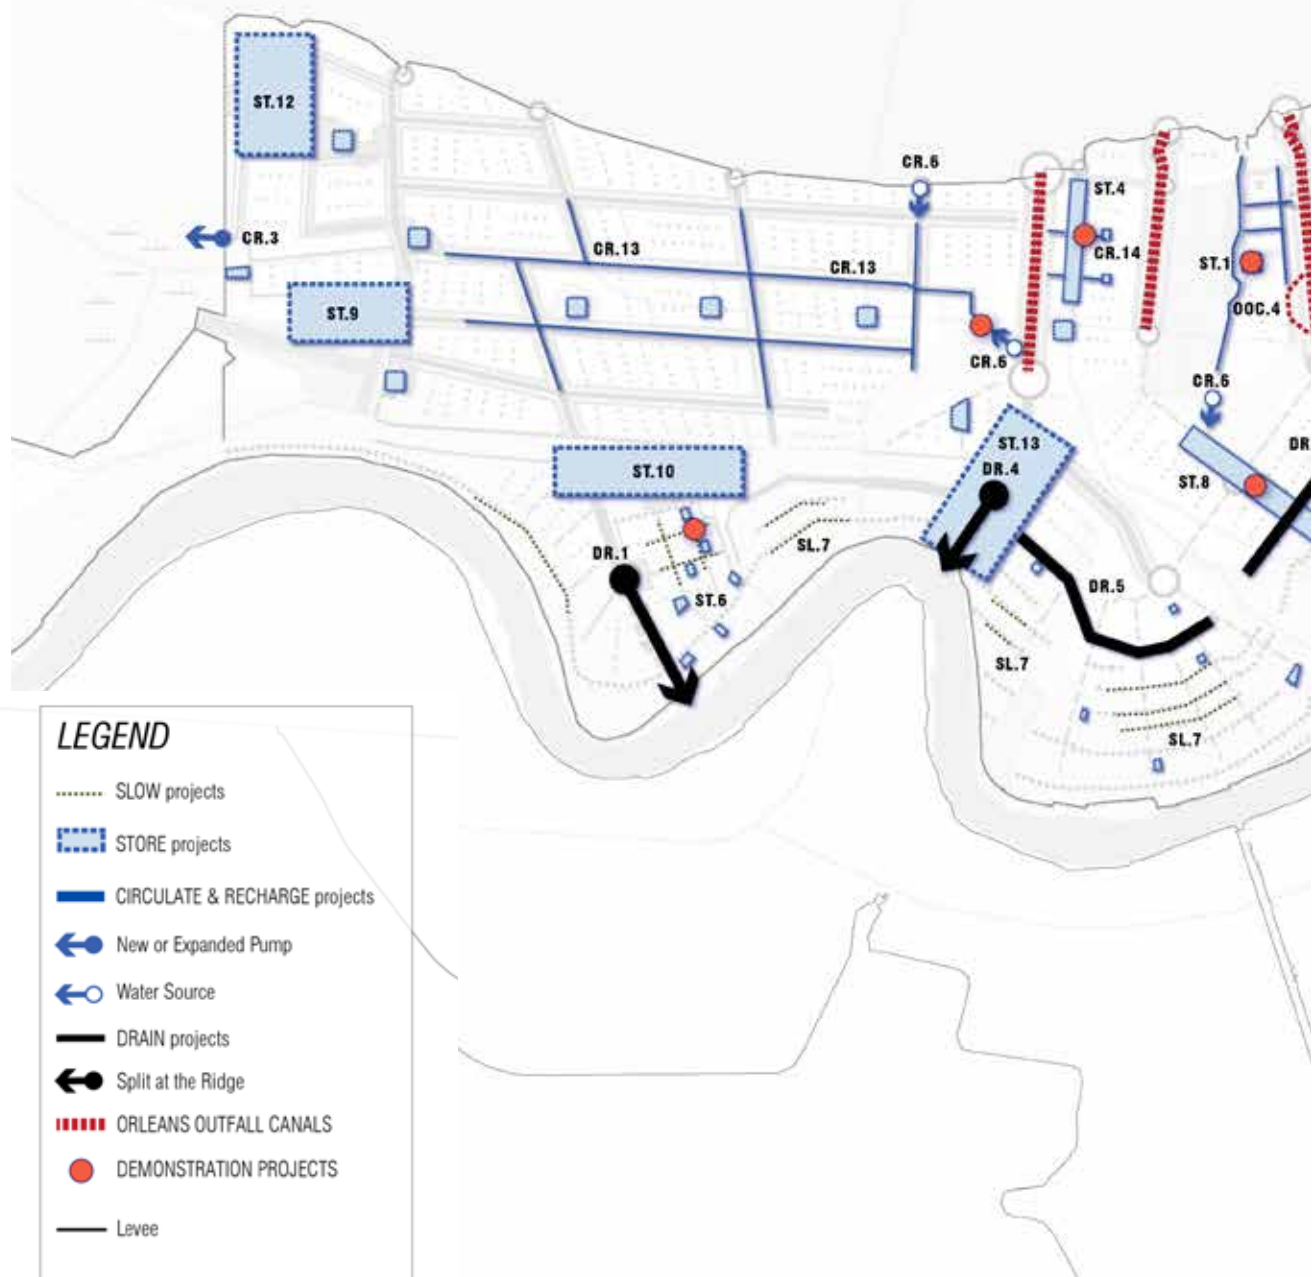 ST.12
CR.6
ST.4
CR.3
CR.13
CR.13
CR.14
ST.1
OOC.4
ST.9
CR.6
CR.6
ST.13
DR
ST.10
DR.4
ST.8
DR.1
SL.7
ST.6
DR.5
SL.7
SL.7
LEGEND
SLOW projects
STORE projects
CIRCULATE & RECHARGE projects
New or Expanded Pump
Water Source
DRAIN projects
Split at the Ridge
ORLEANS OUTFALL CANALS
DEMONSTRATION PROJECTS
Levee